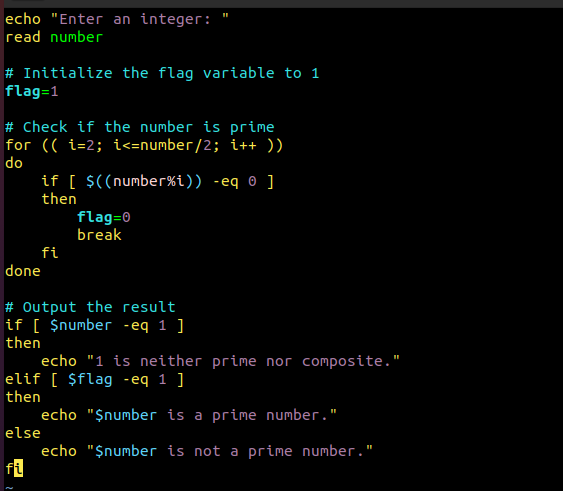 echo "Enter an integer: "
read number

# Initialize the flag variable to 1
flag=1

# Check if the number is prime
for (( i=2; i<=number/2; i++ ))
do
    if [ $((number%i)) -eq 0 ]
    then
        flag=0
        break
    fi
done

# Output the result
if [ $number -eq 1 ]
then
    echo "1 is neither prime nor composite."
elif [ $flag -eq 1 ]
then
    echo "$number is a prime number."
else
    echo "$number is not a prime number."
fi
~